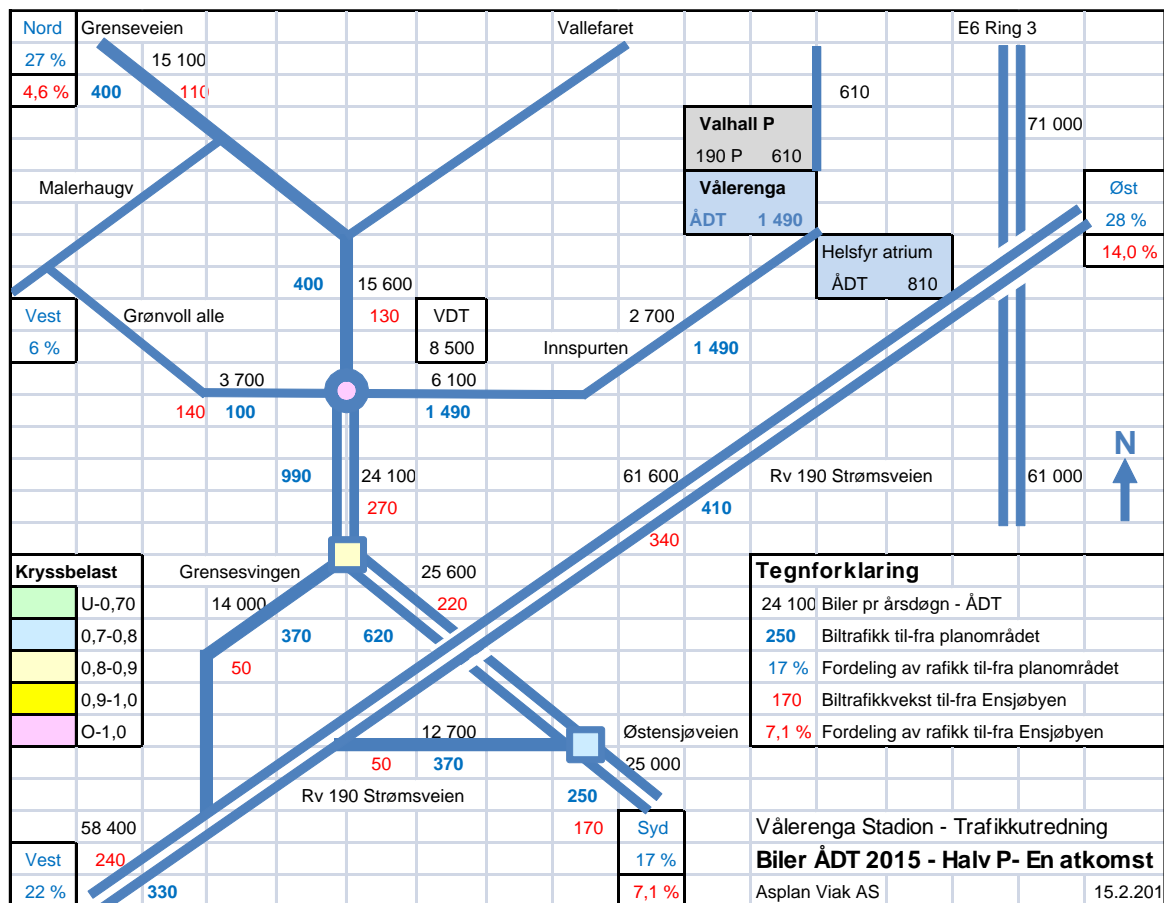 Nord Grenseveien Vallefaret E6 Ring 3
27 % 15 100
4,6 % 400 110 610
Valhall P 71 000
190 P 610
Malerhaugv Vålerenga Øst
ÅDT 1 490 28 %
Helsfyr atrium 14,0 %
400 15 600 ÅDT 810
Vest Grønvoll alle 130 VDT 2 700
6 % 8 500 Innspurten 1 490
3 700 6 100
140 100 1 490
N
990 24 100 61 600 Rv 190 Strømsveien 61 000
270 410
340
Kryssbelast Grensesvingen 25 600 Tegnforklaring
U-0,70 14 000 220 24 100 Biler pr årsdøgn - ÅDT
0,7-0,8 370 620 250 Biltrafikk til-fra planområdet
0,8-0,9 50 17 % Fordeling av rafikk til-fra planområdet
0,9-1,0 170 Biltrafikkvekst til-fra Ensjøbyen
O-1,0 12 700 Østensjøveien 7,1 % Fordeling av rafikk til-fra Ensjøbyen
50 370 25 000
Rv 190 Strømsveien 250
58 400 170 Syd Vålerenga Stadion - Trafikkutredning
Vest 240 17 % Biler ÅDT 2015 - Halv P- En atkomst
22 % 330 7,1 % Asplan Viak AS 15.2.201